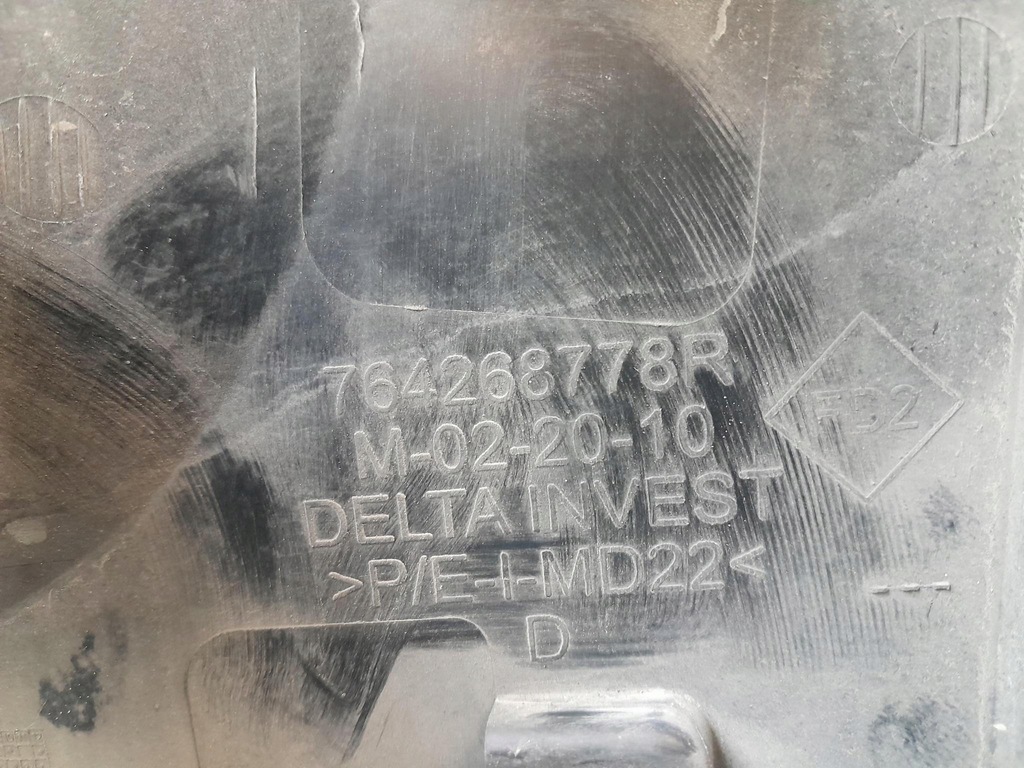 764268778R
M-02-20-10
DELTA INVEST
>P/E-I-MD22<
D